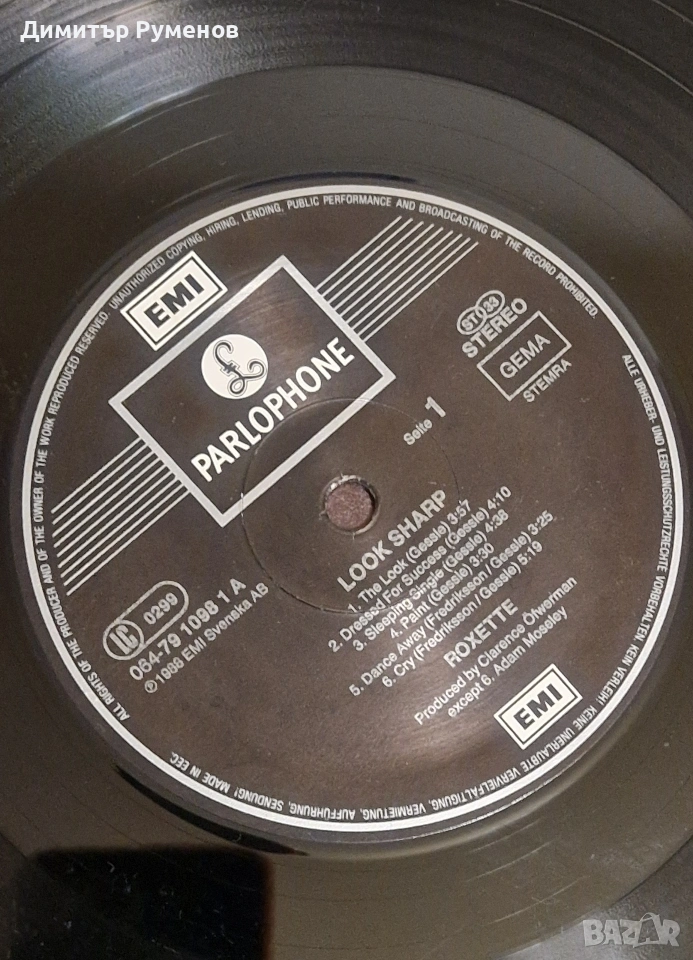 Димитър Руменов
ALL RIGHTS OF THE PRODUCER AND OF THE OWNER OF THE WORK REPRODUCED RESERVED. UNAUTHORIZED COPYING, HIRING, LENDING, PUBLIC PERFORMANCE AND BROADCASTING OF THE RECORD PROHIBITED.
ALLE URHEBER- UND LEISTUNGSSCHUTZRECHTE VORBEHALTEN. KEIN VERLEIH! KEINE UNERLAUBTE VERVIELFÄLTIGUNG, VERMIETUNG, AUFFÜHRUNG, SENDUNG! MADE IN EEC.
EMI
£
PARLOPHONE
ST 33
STEREO
GEMA
STEMRA
Seite 1
LC 0299
064-79 1098 1 A
℗ 1988 EMI Svenska AB
LOOK SHARP
1. The Look (Gessle) 3:57
2. Dressed For Success (Gessle) 4:10
3. Sleeping Single (Gessle) 4:38
4. Paint (Gessle) 3:30
5. Dance Away (Fredriksson/Gessle) 3:25
6. Cry (Fredriksson/Gessle) 5:19
ROXETTE
Produced by Clarence Öfwerman
except 6. Adam Mossley
EMI
BAZAR